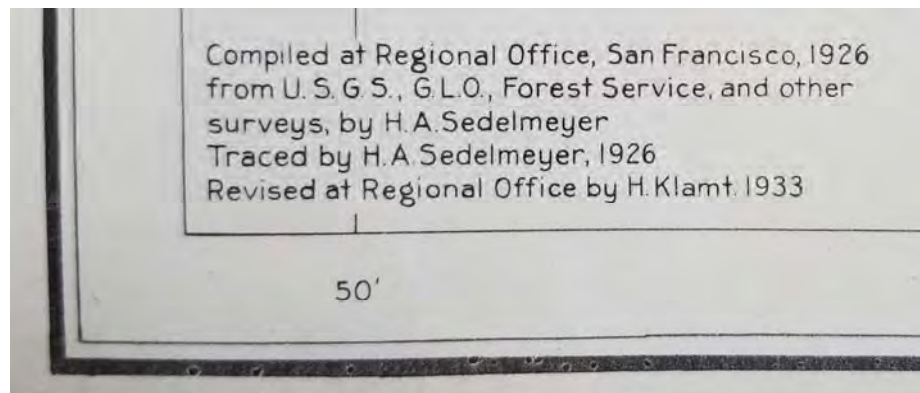 Compiled at Regional Office, San Francisco, 1926
from U. S. G. S., G. L. O., Forest Service, and other
surveys, by H. A. Sedelmeyer
Traced by H. A. Sedelmeyer, 1926
Revised at Regional Office by H. Klamt. 1933
50'